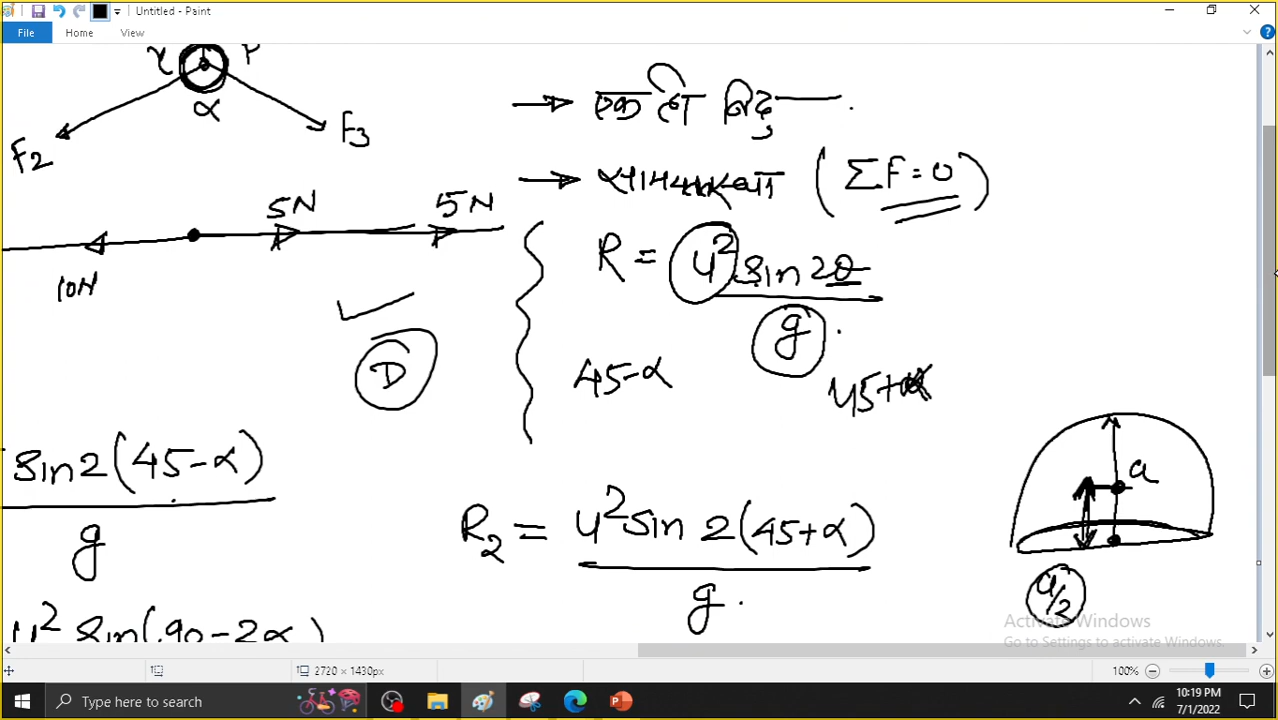 Untitled - Paint
File Home View
γ β
α
F2
F3
→ एक ही बिंदु
→ (ΣF=0)
5N 5N
10N
R = u² sin 2θ
g
D
45-α 45+α
sin2(45-α)
g
R₂ = u² sin 2(45+α)
g
a
a/2
u² sin(90-2α)
Activate Windows
Go to Settings to activate Windows.
2720 × 1430px 100%
Type here to search
10:19 PM
7/1/2022